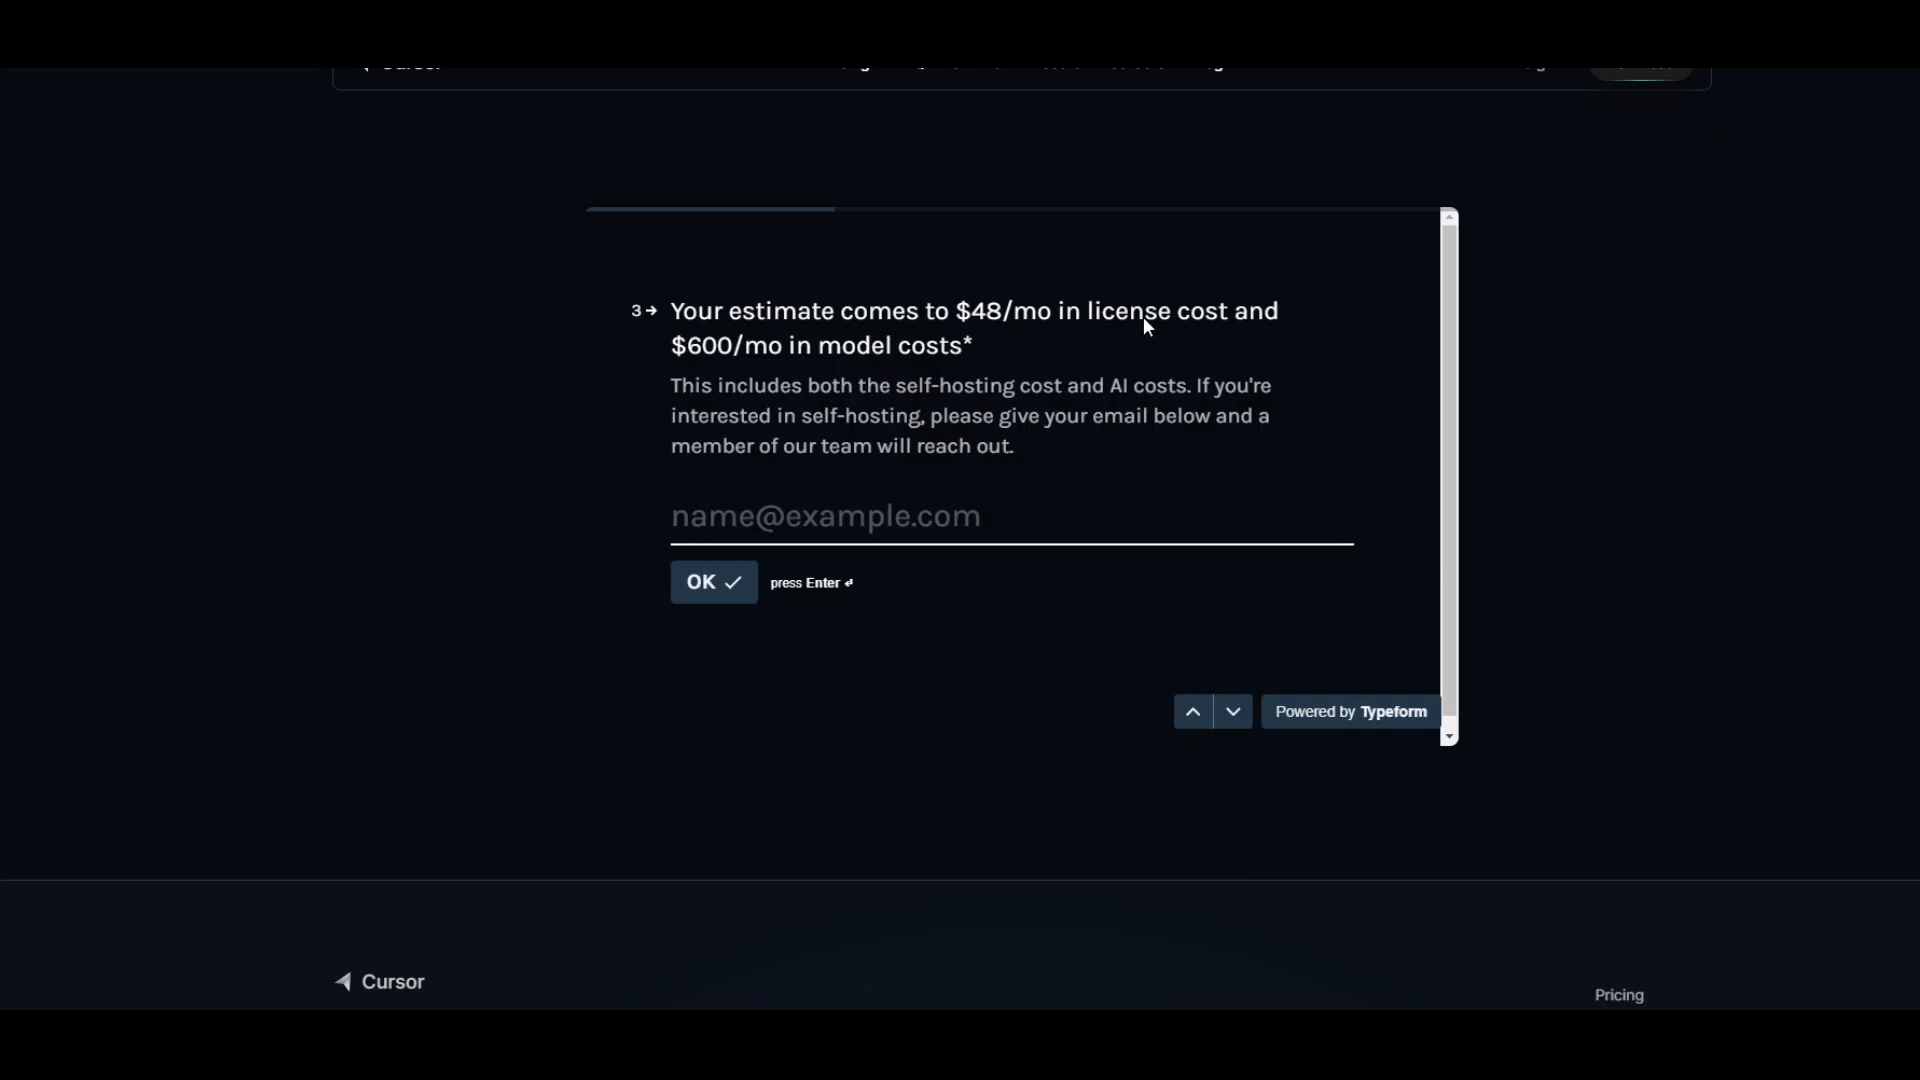 3 Your estimate comes to $48/mo in license cost and
$600/mo in model costs*
This includes both the self-hosting cost and AI costs. If you're
interested in self-hosting, please give your email below and a
member of our team will reach out.
name@example.com
OK press Enter
Powered by Typeform
Cursor
Pricing